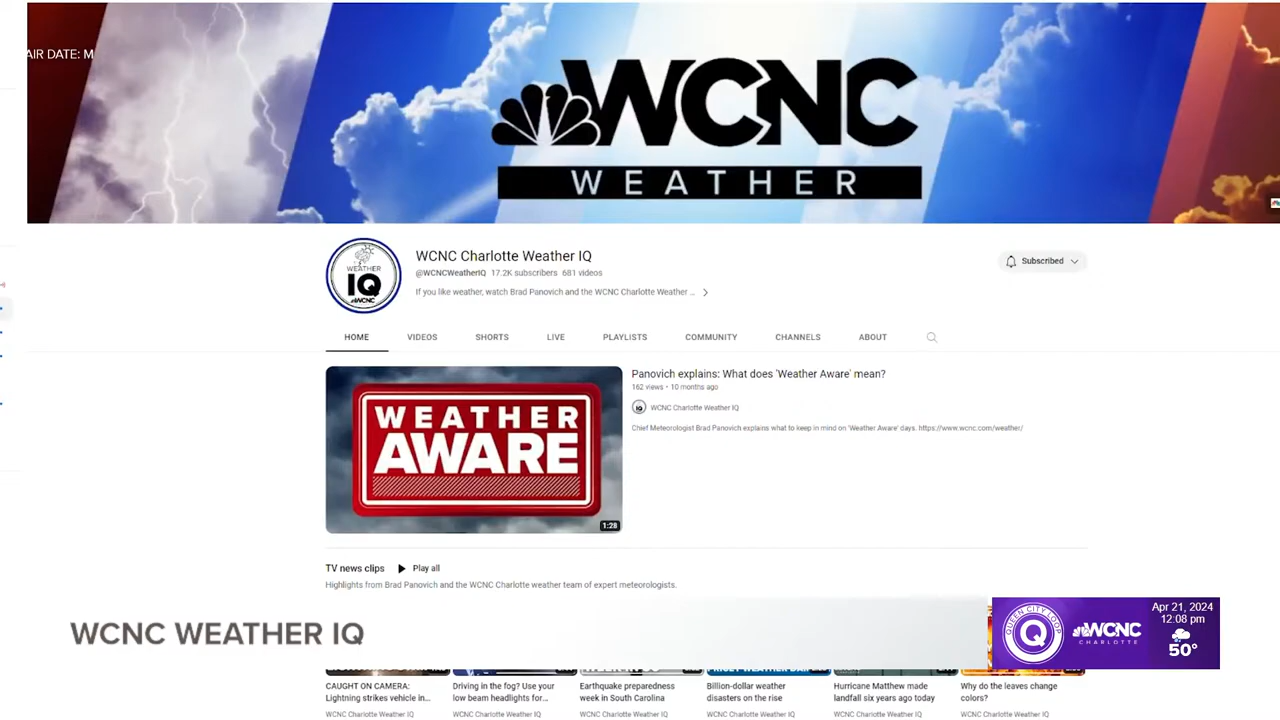 AIR DATE: M
WCNC
WEATHER
WEATHER
IQ
WCNC
WCNC Charlotte Weather IQ
@WCNCWeatherIQ 17.2K subscribers 681 videos
If you like weather, watch Brad Panovich and the WCNC Charlotte Weather ...
Subscribed
HOME VIDEOS SHORTS LIVE PLAYLISTS COMMUNITY CHANNELS ABOUT
WEATHER
AWARE
1:28
Panovich explains: What does 'Weather Aware' mean?
162 views • 10 months ago
IQ WCNC Charlotte Weather IQ
Chief Meteorologist Brad Panovich explains what to keep in mind on 'Weather Aware' days. https://www.wcnc.com/weather/
TV news clips Play all
Highlights from Brad Panovich and the WCNC Charlotte weather team of expert meteorologists.
WCNC WEATHER IQ
QUEEN CITY LOOP
Q
WCNC
CHARLOTTE
Apr 21, 2024
12:08 pm
50°
CAUGHT ON CAMERA:
Lightning strikes vehicle in...
WCNC Charlotte Weather IQ
Driving in the fog? Use your
low beam headlights for...
WCNC Charlotte Weather IQ
Earthquake preparedness
week in South Carolina
WCNC Charlotte Weather IQ
Billion-dollar weather
disasters on the rise
WCNC Charlotte Weather IQ
Hurricane Matthew made
landfall six years ago today
WCNC Charlotte Weather IQ
Why do the leaves change
colors?
WCNC Charlotte Weather IQ